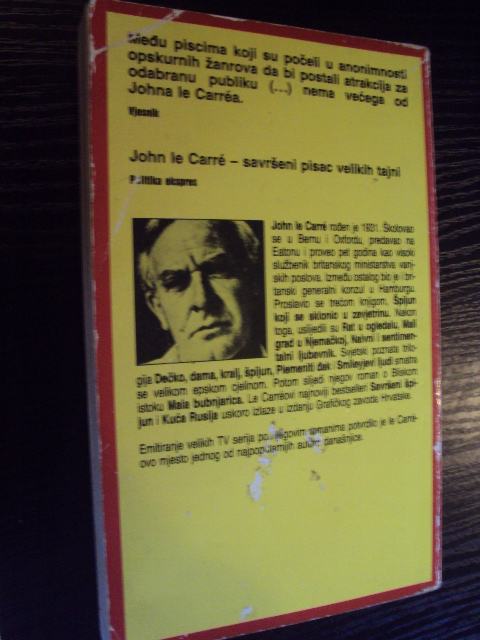 Među piscima koji su počeli u anonimnosti
opskurnih žanrova da bi postali atrakcija za
odabranu publiku (...) nema većega od
Johna le Carréa.
Vjesnik
John le Carré – savršeni pisac velikih tajni
Politika ekspres
John le Carré rođen je 1931. Školovao
se u Bernu i Oxfordu, predavao na
Eatonu i proveo pet godina kao visoki
službenik britanskog ministarstva vanj-
skih poslova. Između ostalog bio je i bri-
tanski generalni konzul u Hamburgu.
Proslavio se trećom knjigom, Špijun
koji se sklonio u zavjetrinu. Nakon
toga, uslijedili su Rat u ogledalu, Mali
grad u Njemačkoj, Naivni i sentimen-
talni ljubavnik. Svjetski poznata trilo-
gija Dečko, dama, kralj, špijun, Plemeniti đak i Smileyjevi ljudi smatra
se velikom epskom cjelinom. Potom slijedi njegov roman o Bliskom
istoku Mala bubnjarica. Le Carréovi najnoviji bestseleri Savršeni špi-
jun i Kuća Rusija uskoro izlaze u izdanju Grafičkog zavoda Hrvatske.
Emitiranje velikih TV serija po njegovim romanima potvrdilo je le Carré-
ovo mjesto jednog od najpopularnijih autora današnjice.